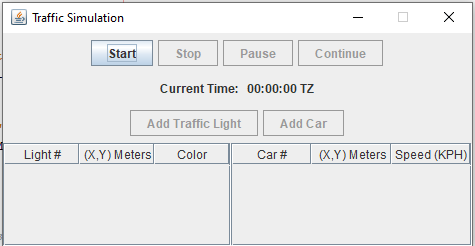 Traffic Simulation
Start Stop Pause Continue
Current Time: 00:00:00 TZ
Add Traffic Light Add Car
Light # (X,Y) Meters Color Car # (X,Y) Meters Speed (KPH)